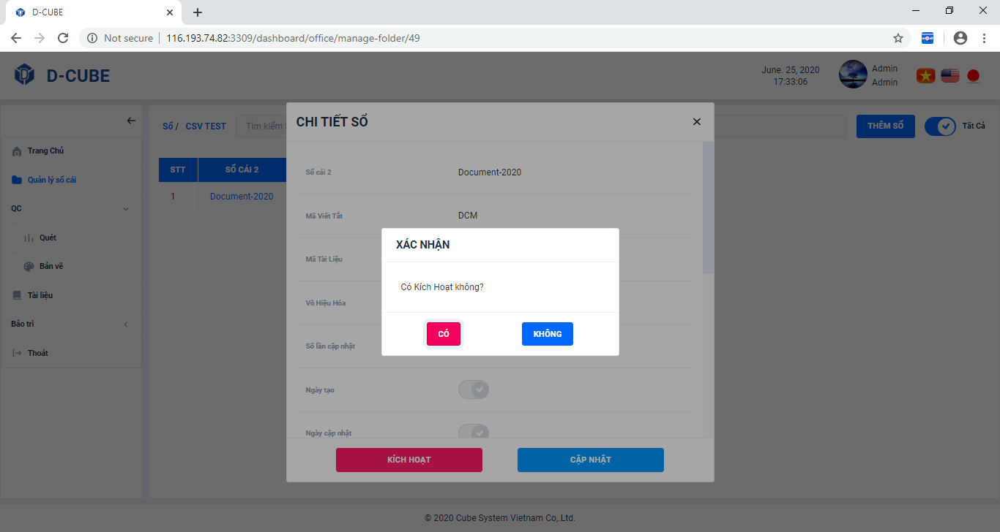 D-CUBE
Not secure
116.193.74.82:3309/dashboard/office/manage-folder/49
D-CUBE
June. 25, 2020
17:33:06
Admin
Admin
Sổ / CSV TEST
Tìm kiếm
THÊM SỔ
Tất Cả
Trang Chủ
Quản lý sổ cái
QC
Quét
Bản vẽ
Tài liệu
Bảo trì
Thoát
STT
SỔ CÁI 2
1
Document-2020
CHI TIẾT SỔ
Sổ cái 2
Document-2020
Mã Viết Tắt
DCM
Mã Tài Liệu
Vô Hiệu Hóa
Số lần cập nhật
Ngày tạo
Ngày cập nhật
KÍCH HOẠT
CẬP NHẬT
XÁC NHẬN
Có Kích Hoạt không?
CÓ
KHÔNG
© 2020 Cube System Vietnam Co,.Ltd.